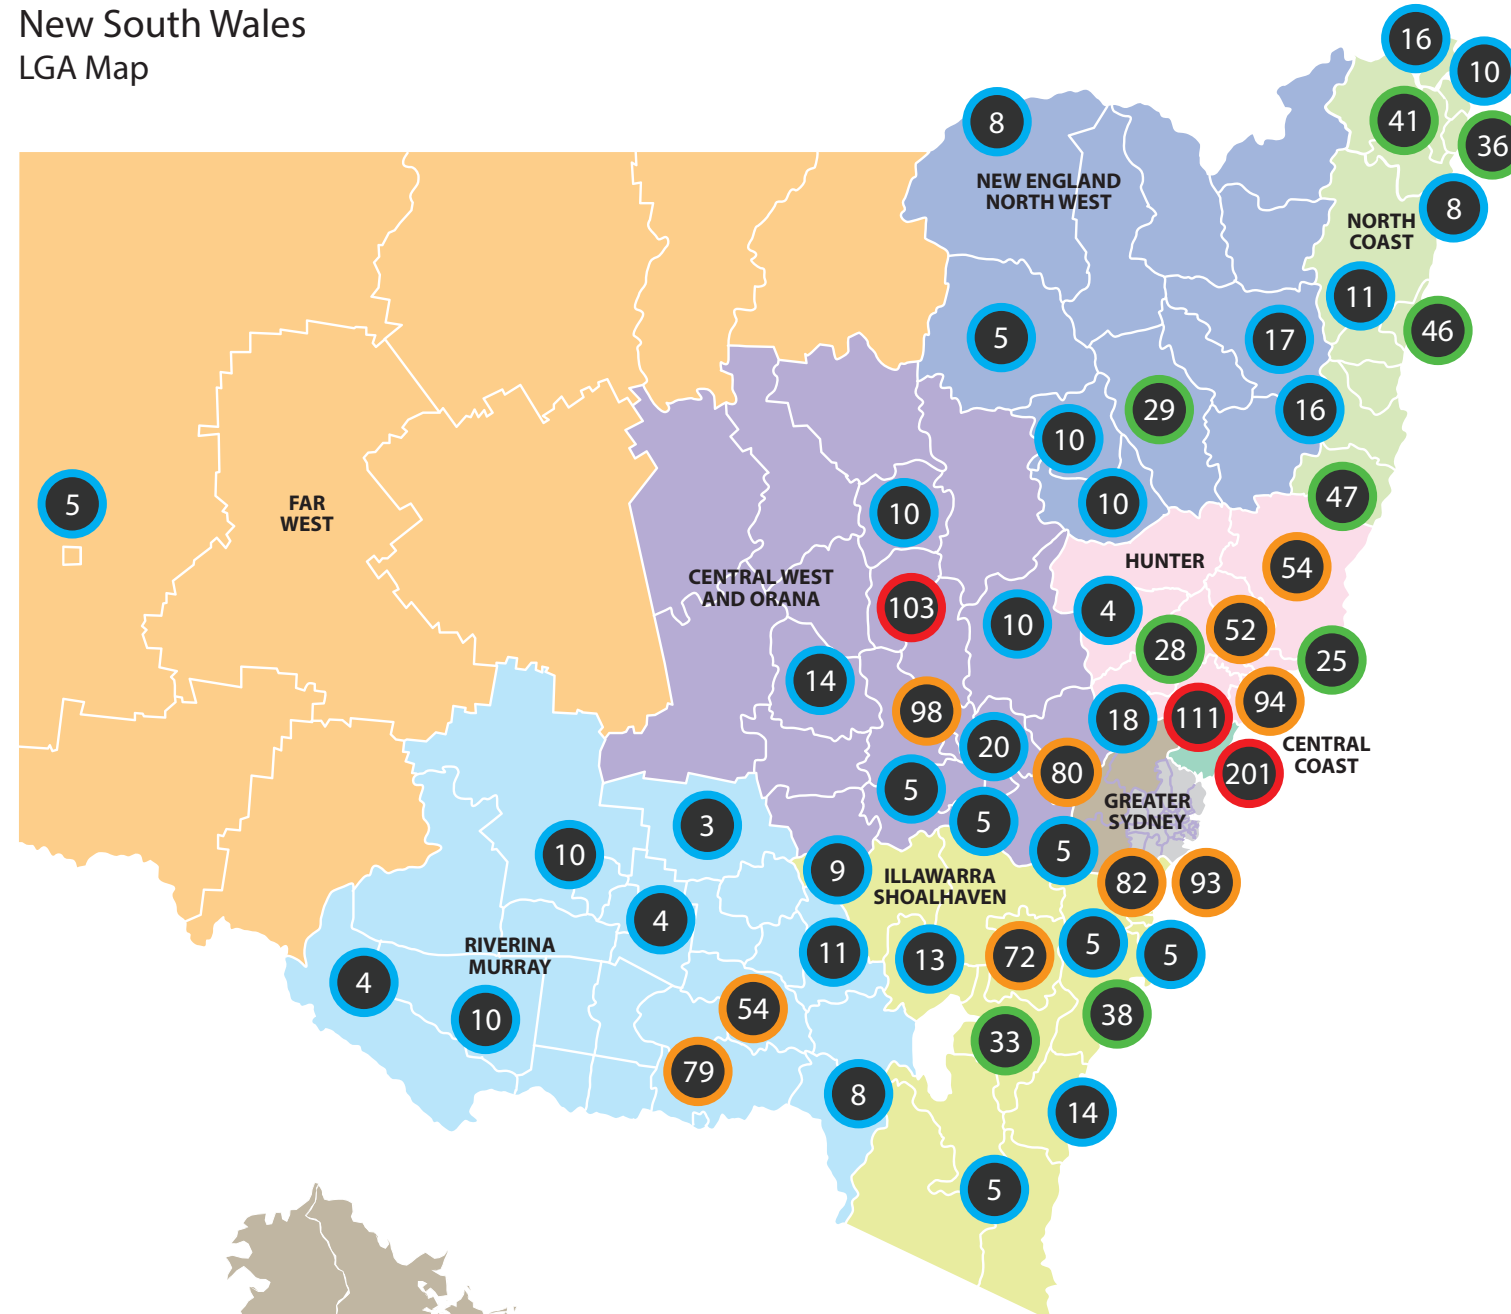 New South Wales
LGA Map
16
10
8
41
36
NEW ENGLAND
NORTH WEST
8
NORTH
COAST
11
46
5
17
29
16
10
47
5
FAR
WEST
10
10
HUNTER
54
CENTRAL WEST
AND ORANA
103
10
4
52
28
25
14
98
18
111
94
20
80
201
CENTRAL
COAST
5
GREATER
SYDNEY
3
5
5
10
9
ILLAWARRA
SHOALHAVEN
82
93
4
RIVERINA
MURRAY
11
13
72
5
5
4
10
54
38
33
79
8
14
5